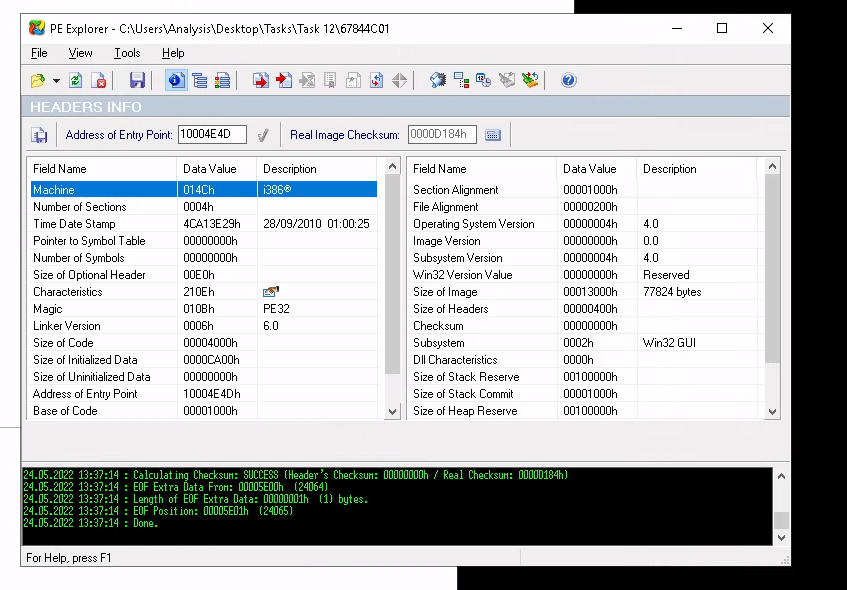 PE Explorer - C:\Users\Analysis\Desktop\Tasks\Task 12\67844C01
File View Tools Help
HEADERS INFO
Address of Entry Point: 10004E4D Real Image Checksum: 0000D184h
Field Name Data Value Description
Machine 014Ch i386®
Number of Sections 0004h
Time Date Stamp 4CA13E29h 28/09/2010 01:00:25
Pointer to Symbol Table 00000000h
Number of Symbols 00000000h
Size of Optional Header 00E0h
Characteristics 210Eh
Magic 010Bh PE32
Linker Version 0006h 6.0
Size of Code 00004000h
Size of Initialized Data 0000CA00h
Size of Uninitialized Data 00000000h
Address of Entry Point 10004E4Dh
Base of Code 00001000h
Field Name Data Value Description
Section Alignment 00001000h
File Alignment 00000200h
Operating System Version 00000004h 4.0
Image Version 00000000h 0.0
Subsystem Version 00000004h 4.0
Win32 Version Value 00000000h Reserved
Size of Image 00013000h 77824 bytes
Size of Headers 00000400h
Checksum 00000000h
Subsystem 0002h Win32 GUI
Dll Characteristics 0000h
Size of Stack Reserve 00100000h
Size of Stack Commit 00001000h
Size of Heap Reserve 00100000h
24.05.2022 13:37:14 : Calculating Checksum: SUCCESS (Header's Checksum: 00000000h / Real Checksum: 0000D184h)
24.05.2022 13:37:14 : EOF Extra Data From: 00005E00h (24064)
24.05.2022 13:37:14 : Length of EOF Extra Data: 00000001h (1) bytes.
24.05.2022 13:37:14 : EOF Position: 00005E01h (24065)
24.05.2022 13:37:14 : Done.
For Help, press F1